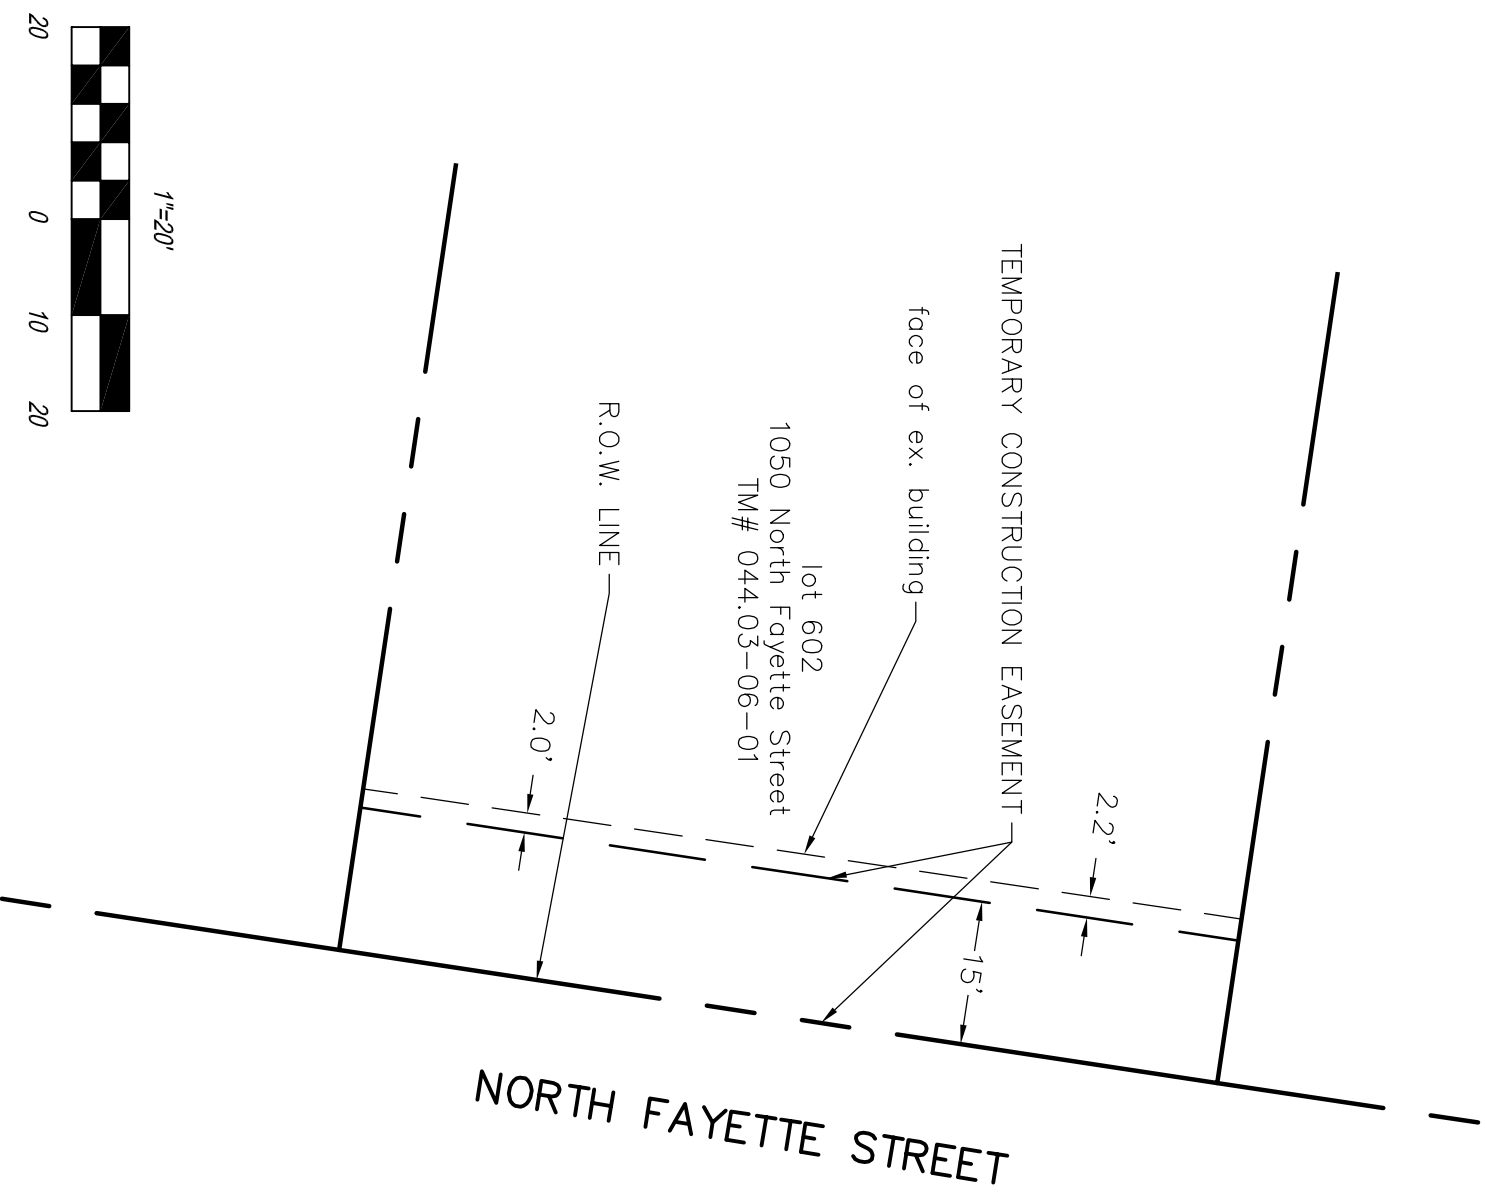 20
0
10
20
1"=20'
TEMPORARY CONSTRUCTION EASEMENT
face of ex. building
lot 602
1050 North Fayette Street
TM# 044.03-06-01
R.O.W. LINE
2.2'
2.0'
15'
NORTH FAYETTE STREET